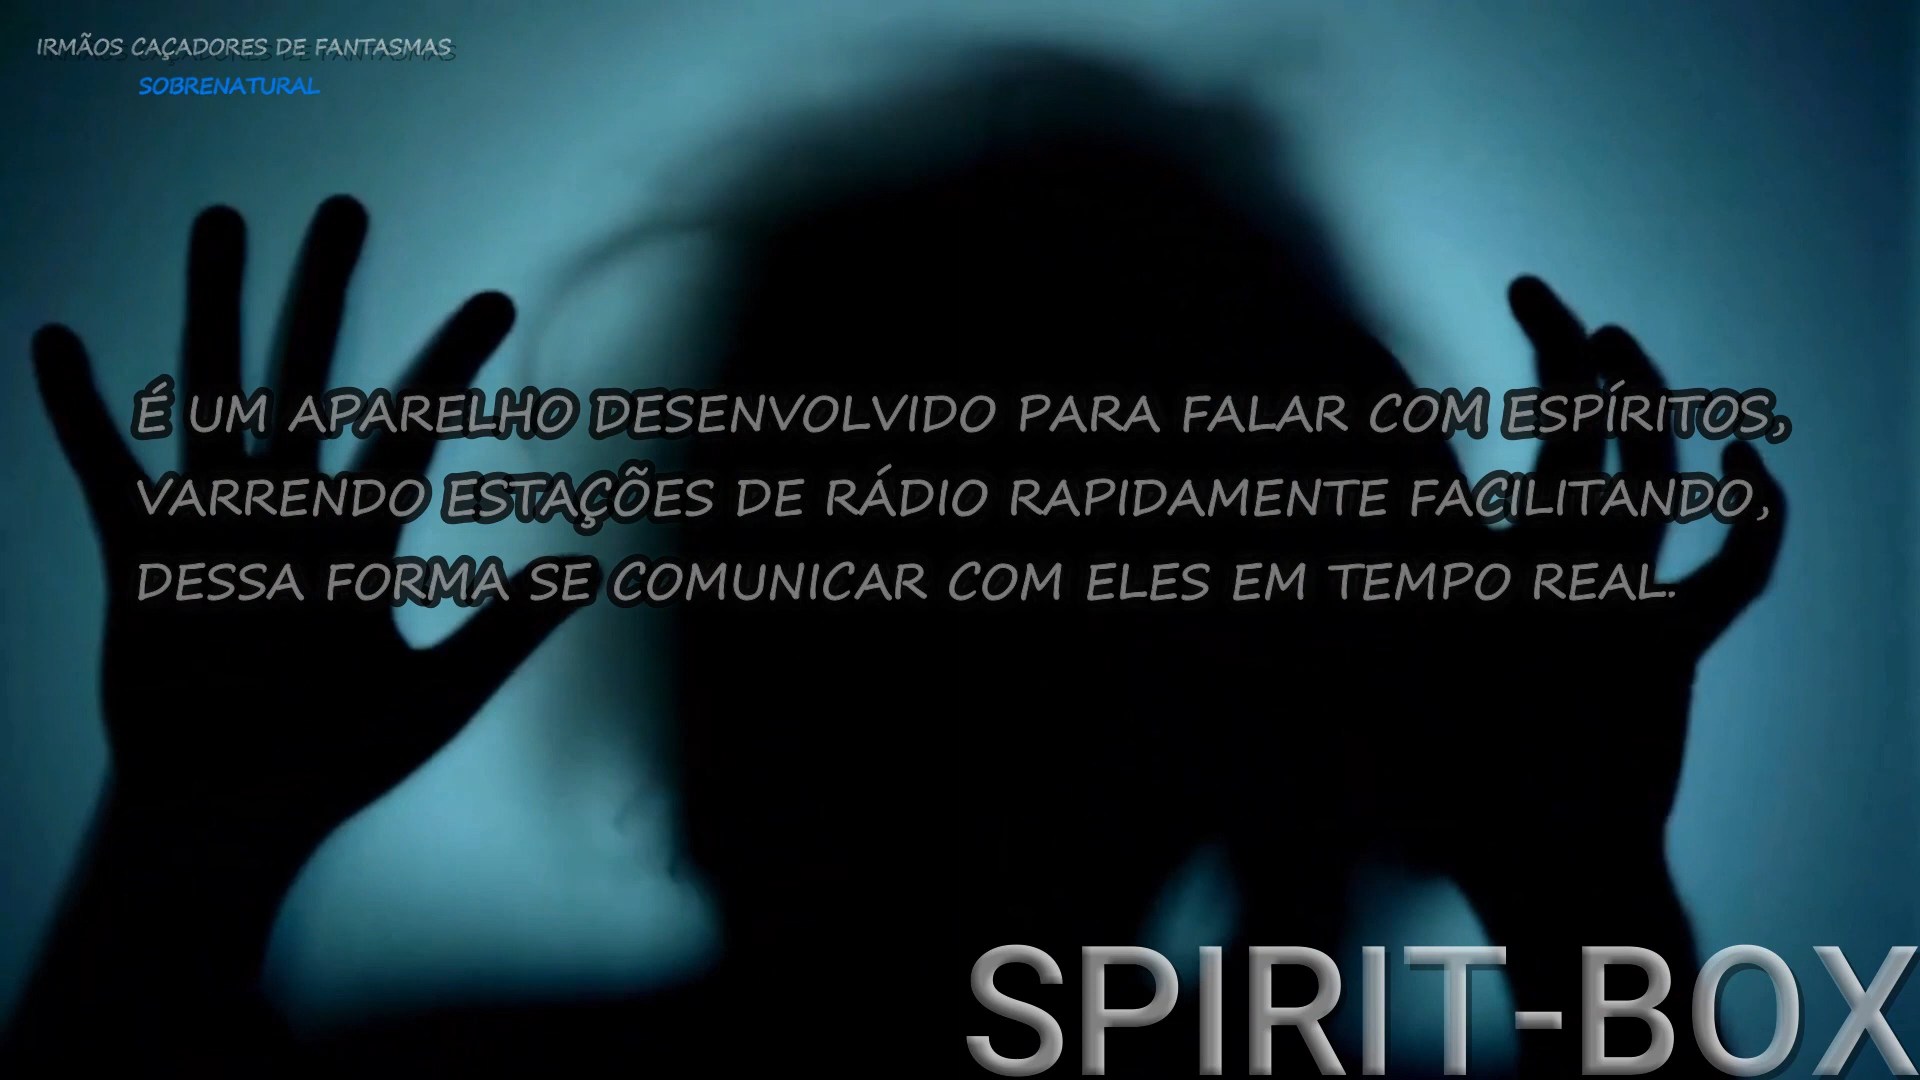 IRMÃOS CAÇADORES DE FANTASMAS
SOBRENATURAL
É UM APARELHO DESENVOLVIDO PARA FALAR COM ESPÍRITOS,
VARRENDO ESTAÇÕES DE RÁDIO RAPIDAMENTE FACILITANDO,
DESSA FORMA SE COMUNICAR COM ELES EM TEMPO REAL.
SPIRIT-BOX